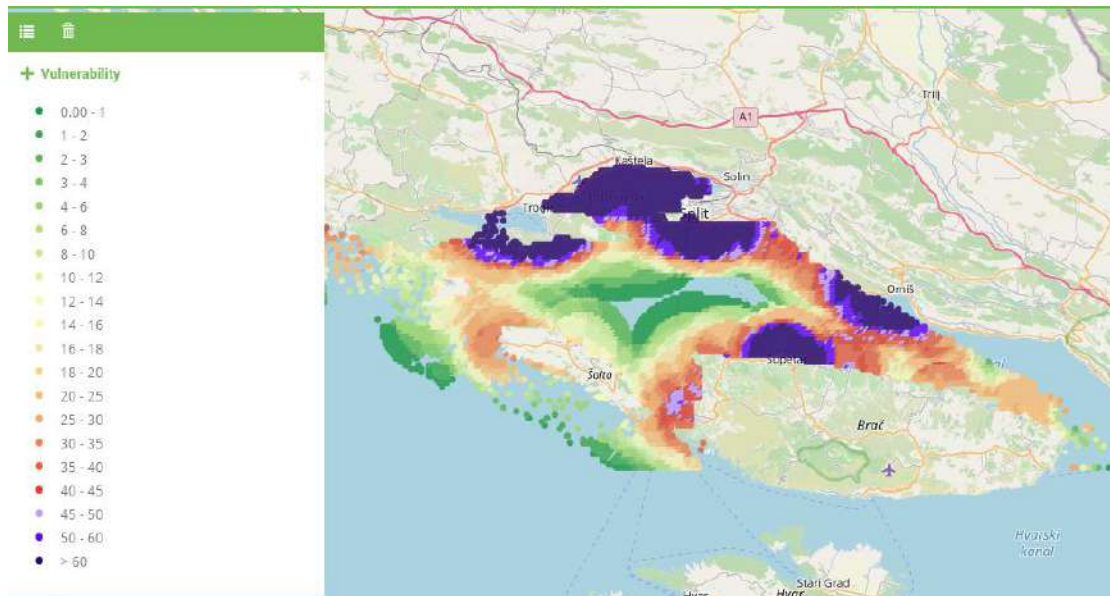 Vulnerability
0.00 - 1
1 - 2
2 - 3
3 - 4
4 - 6
6 - 8
8 - 10
10 - 12
12 - 14
14 - 16
16 - 18
18 - 20
20 - 25
25 - 30
30 - 35
35 - 40
40 - 45
45 - 50
50 - 60
> 60
Trilj
A1
Kaštela
Solin
plit
Omiš
Šolta
Brač
Hvarski
kanal
Stari Grad
Hvar